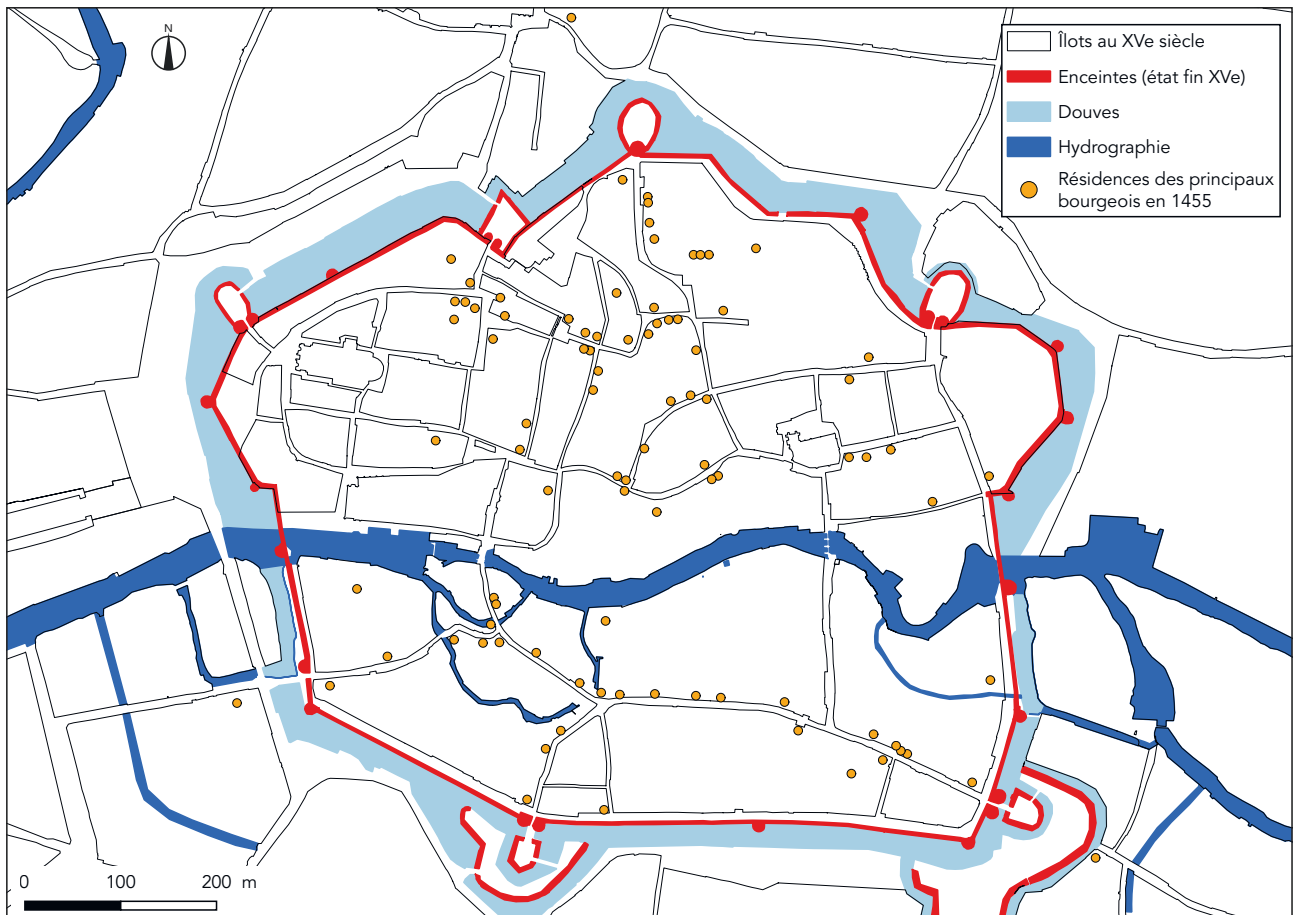 N
Îlots au XVe siècle
Enceintes (état fin XVe)
Douves
Hydrographie
Résidences des principaux
bourgeois en 1455
0 100 200 m